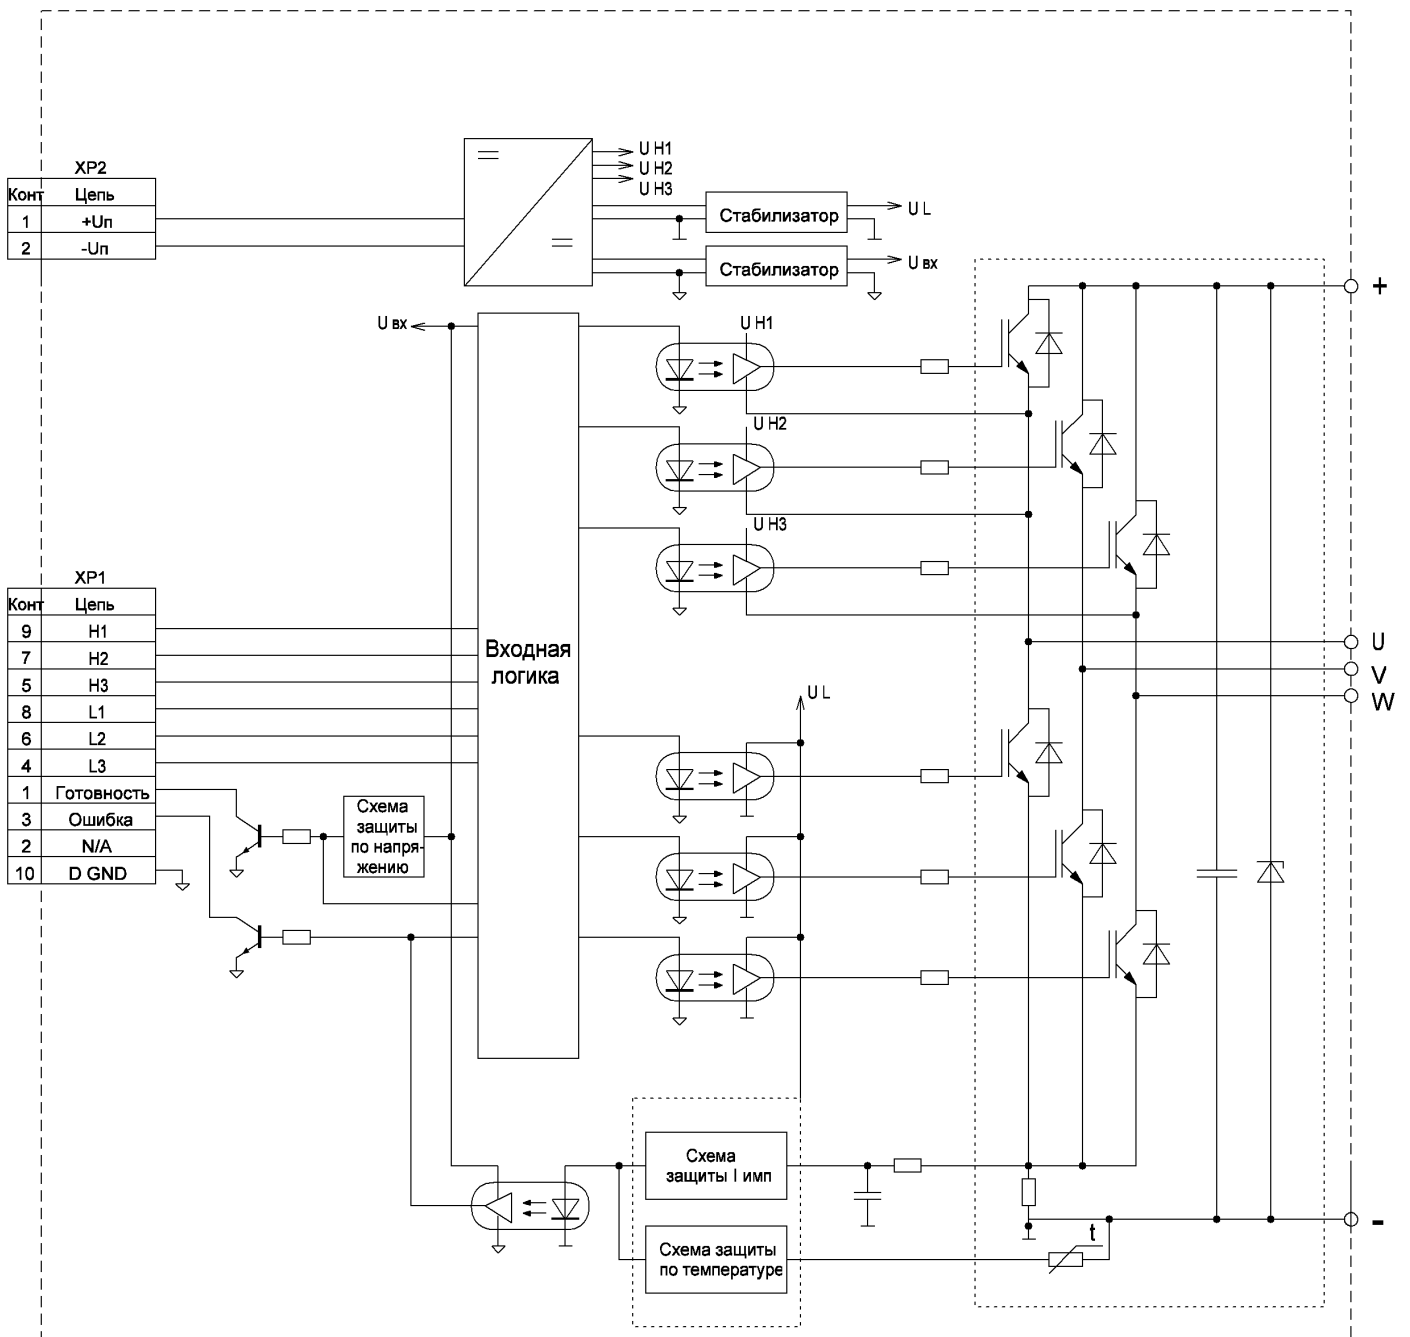 XP2
Конт Цепь
1 +Uп
2 -Uп
U H1
U H2
U H3
Стабилизатор
U L
Стабилизатор
U вх
+
U вх
U H1
U H2
U H3
XP1
Конт Цепь
9 H1
7 H2
5 H3
8 L1
6 L2
4 L3
1 Готовность
3 Ошибка
2 N/A
10 D GND
Входная
логика
U
V
W
U L
Схема
защиты
по напря-
жению
Схема
защиты I имп
Схема защиты
по температуре
t
-